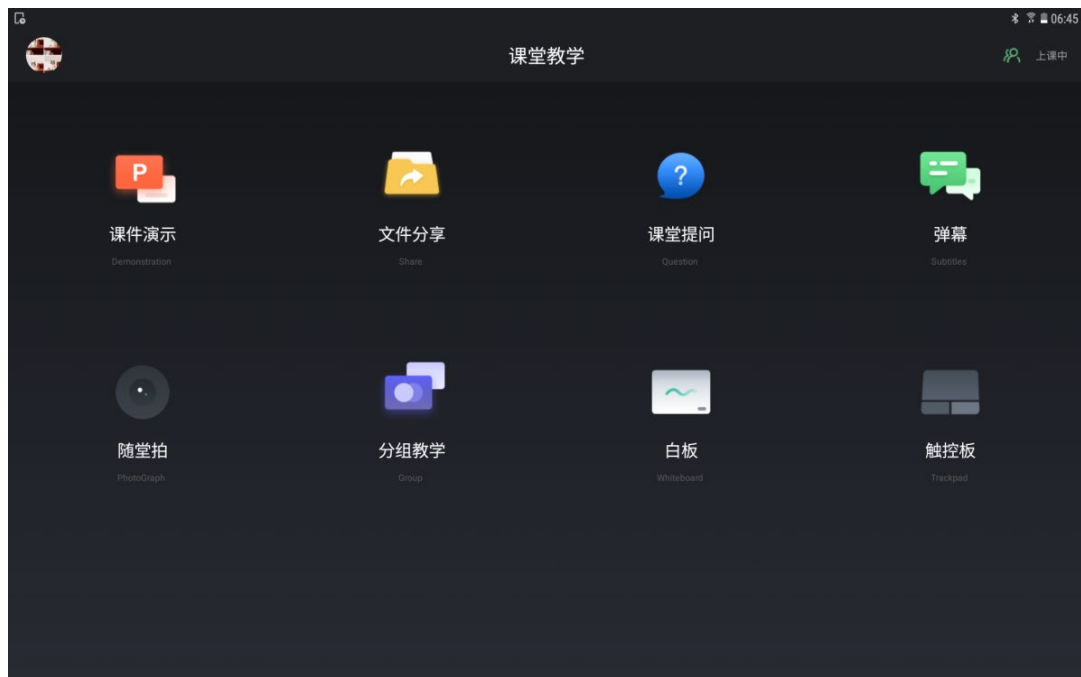 06:45
课堂教学
上课中
P
?
课件演示
文件分享
课堂提问
弹幕
Demonstration
Share
Question
Subtitles
随堂拍
分组教学
白板
触控板
PhotoGraph
Group
Whiteboard
Trackpad